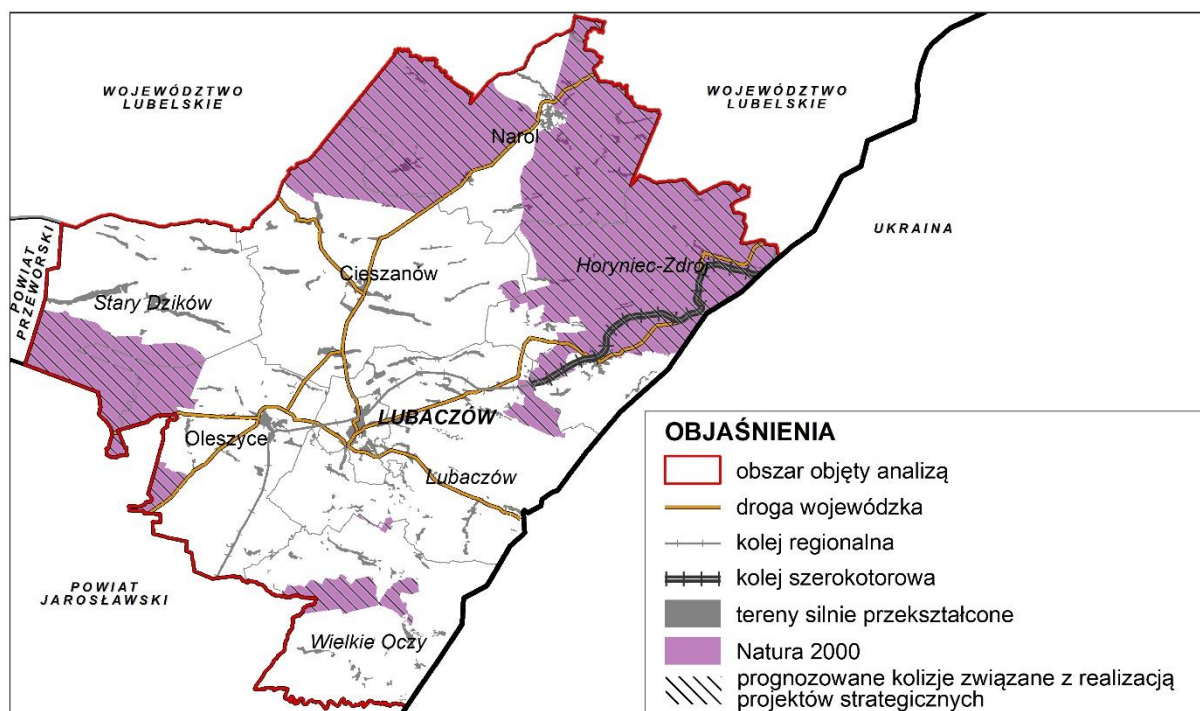 WOJEWÓDZTWO
LUBELSKIE
WOJEWÓDZTWO
LUBELSKIE
Narol
UKRAINA
POWIAT
PRZEWORSKI
Horyniec-Zdrój
Cieszanów
Stary Dzików
LUBACZÓW
Oleszyce
Lubaczów
POWIAT
JAROSŁAWSKI
Wielkie Oczy
OBJAŚNIENIA
obszar objęty analizą
droga wojewódzka
kolej regionalna
kolej szerokotorowa
tereny silnie przekształcone
Natura 2000
prognozowane kolizje związane z realizacją
projektów strategicznych